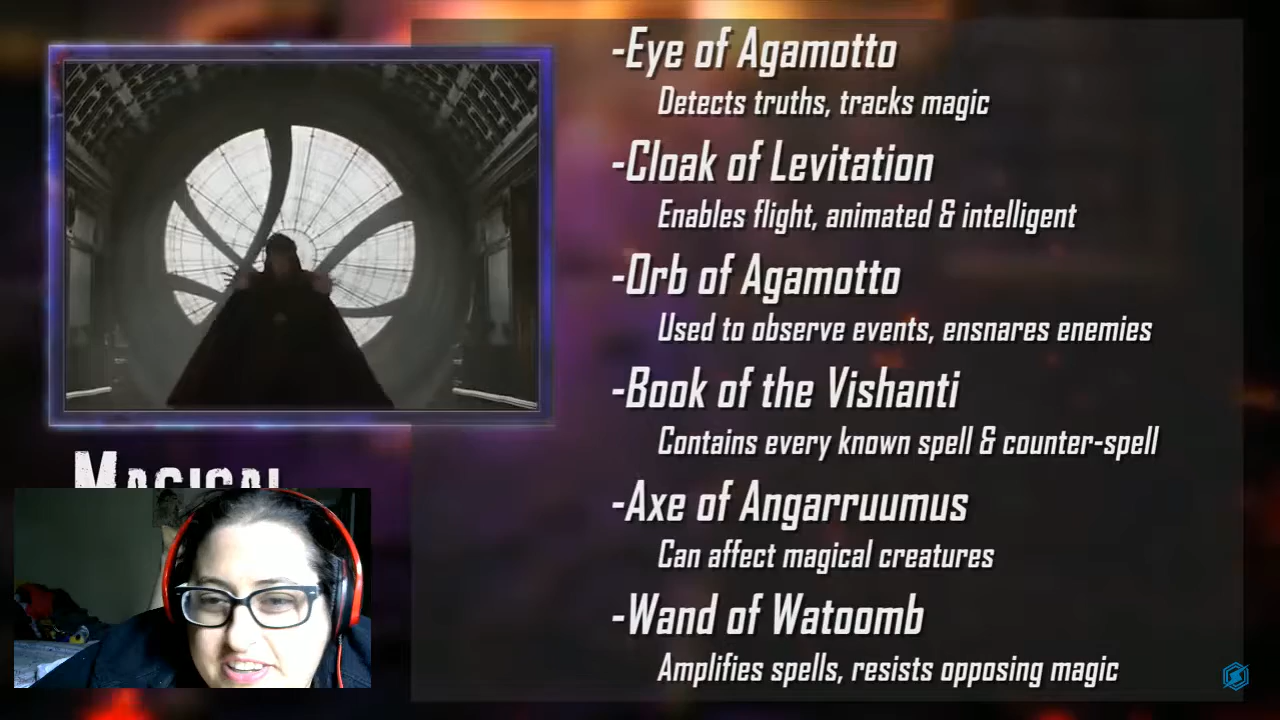 -Eye of Agamotto
Detects truths, tracks magic
-Cloak of Levitation
Enables flight, animated & intelligent
-Orb of Agamotto
Used to observe events, ensnares enemies
-Book of the Vishanti
Contains every known spell & counter-spell
-Axe of Angarruumus
Can affect magical creatures
-Wand of Watoomb
Amplifies spells, resists opposing magic
Magical